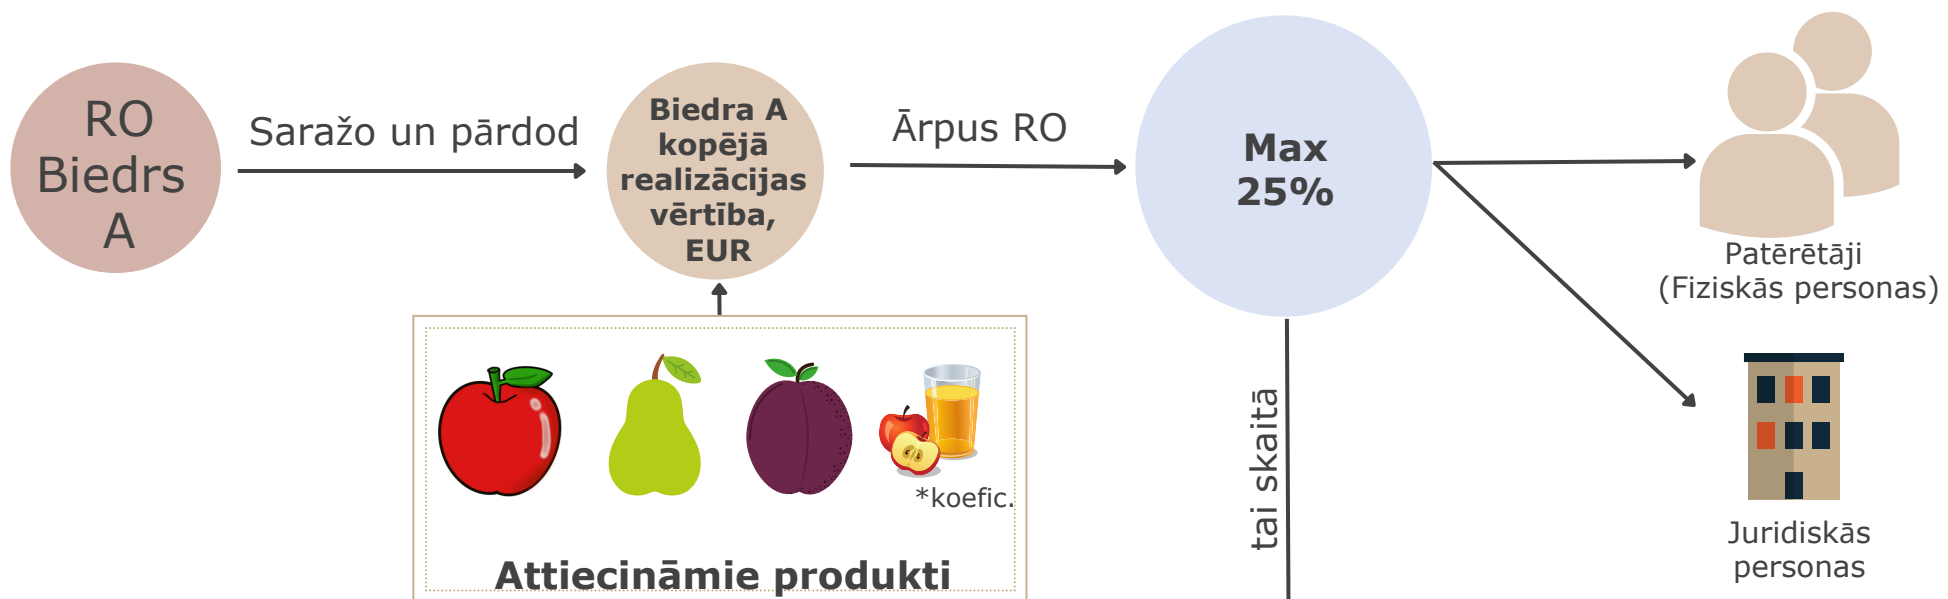 RO
Biedrs
A
Saražo un pārdod
Biedra A
kopējā
realizācijas
vērtība,
EUR
Ārpus RO
Max
25%
Patērētāji
(Fiziskās personas)
*koefic.
Attiecināmie produkti
tai skaitā
Juridiskās
personas